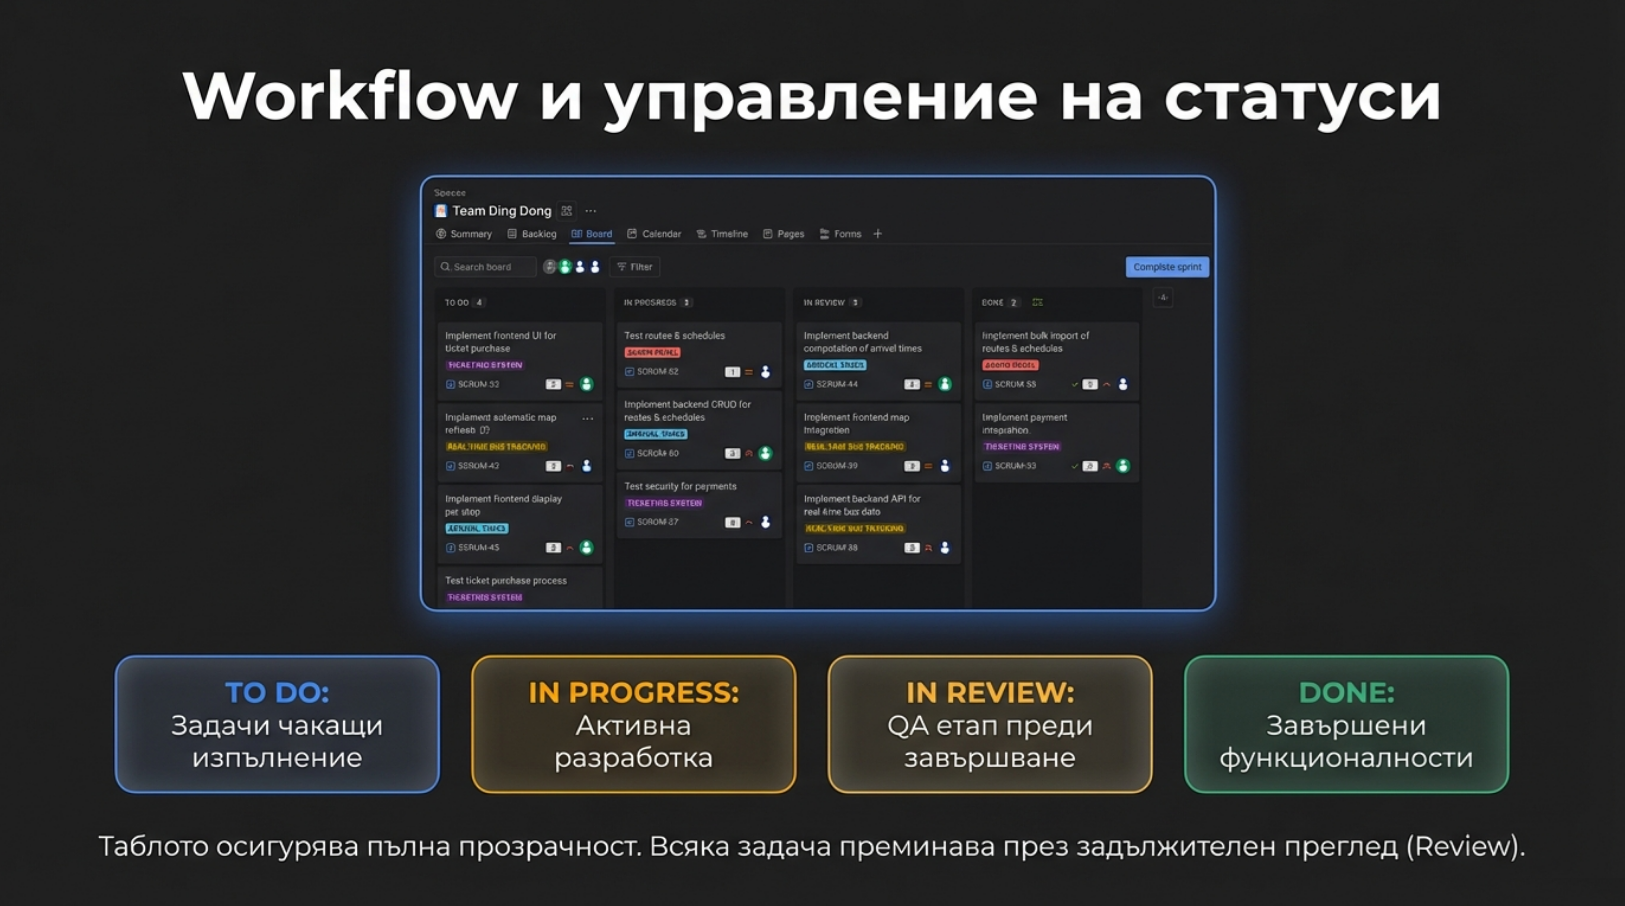 Workflow и управление на статуси
Team Ding Dong
Summary Backlog Board Calendar Timeline Pages Forms
Search board Filter Complete sprint
TO DO 4
Implement frontend UI for
ticket purchase
Implement automatic map
refresh
Implement frontend display
per stop
Test ticket purchase process
IN PROGRESS 3
Test routes & schedules
Implement backend CRUD for
routes & schedules
Test security for payments
IN REVIEW 3
Implement backend
computation of arrival times
SCRUM-44
Implement frontend map
Integration
Implement backend API for
real-time bus data
SCRUM-38
DONE 2
Implement bulk import of
routes & schedules
Implement payment
integration.
TO DO:
Задачи чакащи
изпълнение
IN PROGRESS:
Активна
разработка
IN REVIEW:
QA етап преди
завършване
DONE:
Завършени
функционалности
Таблото осигурява пълна прозрачност. Всяка задача преминава през задължителен преглед (Review).